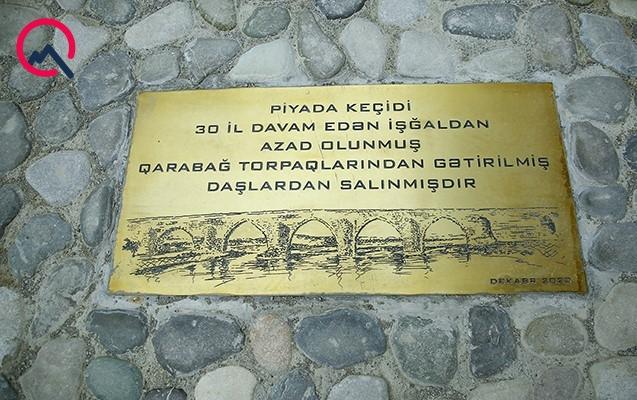 PİYADA KEÇİDİ
30 İL DAVAM EDƏN İŞĞALDAN
AZAD OLUNMUŞ
QARABAĞ TORPAQLARINDAN GƏTİRİLMİŞ
DAŞLARDAN SALINMIŞDIR
DEKABR 2020